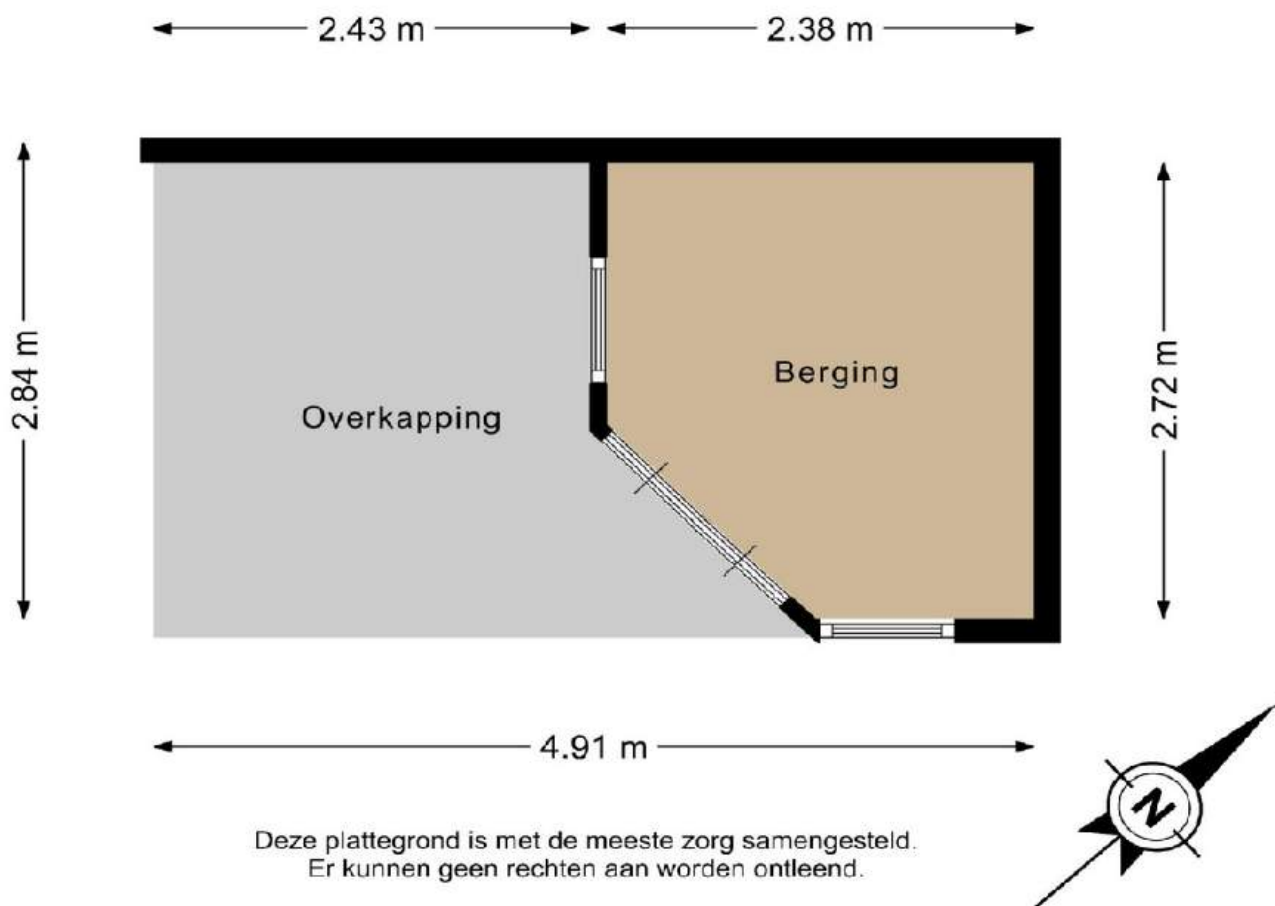 2.43 m
2.38 m
2.84 m
2.72 m
Berging
Overkapping
4.91 m
N
Deze plattegrond is met de meeste zorg samengesteld.
Er kunnen geen rechten aan worden ontleend.